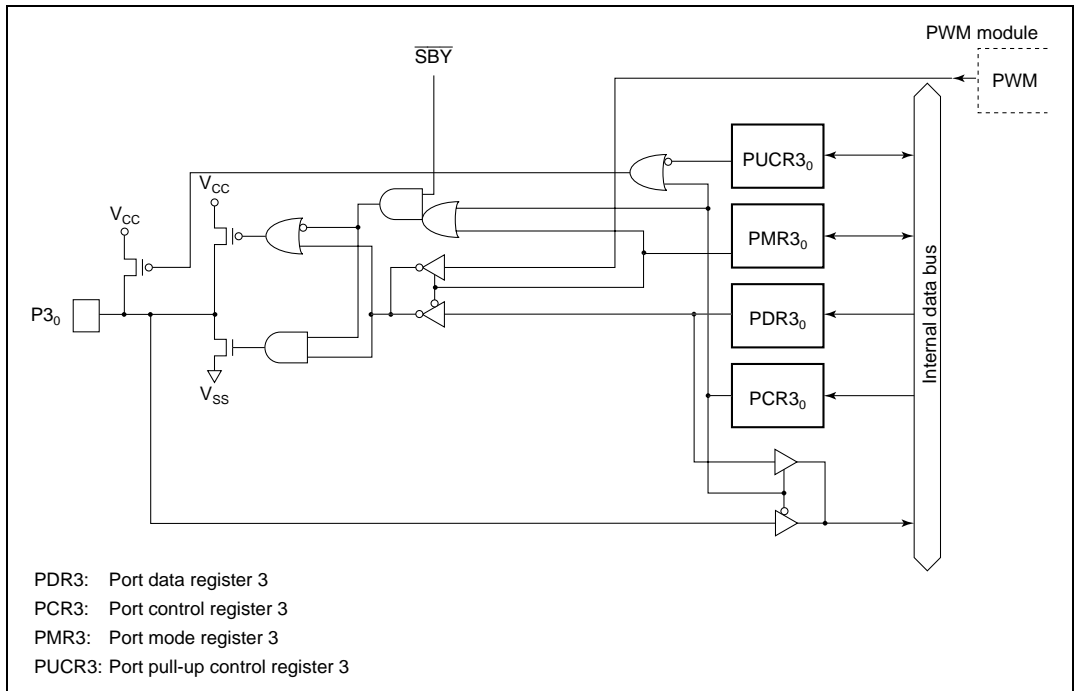 PWM module
SBY
PWM
PUCR3₀
V_CC
V_CC
PMR3₀
P3₀
PDR3₀
V_SS
PCR3₀
Internal data bus
PDR3: Port data register 3
PCR3: Port control register 3
PMR3: Port mode register 3
PUCR3: Port pull-up control register 3